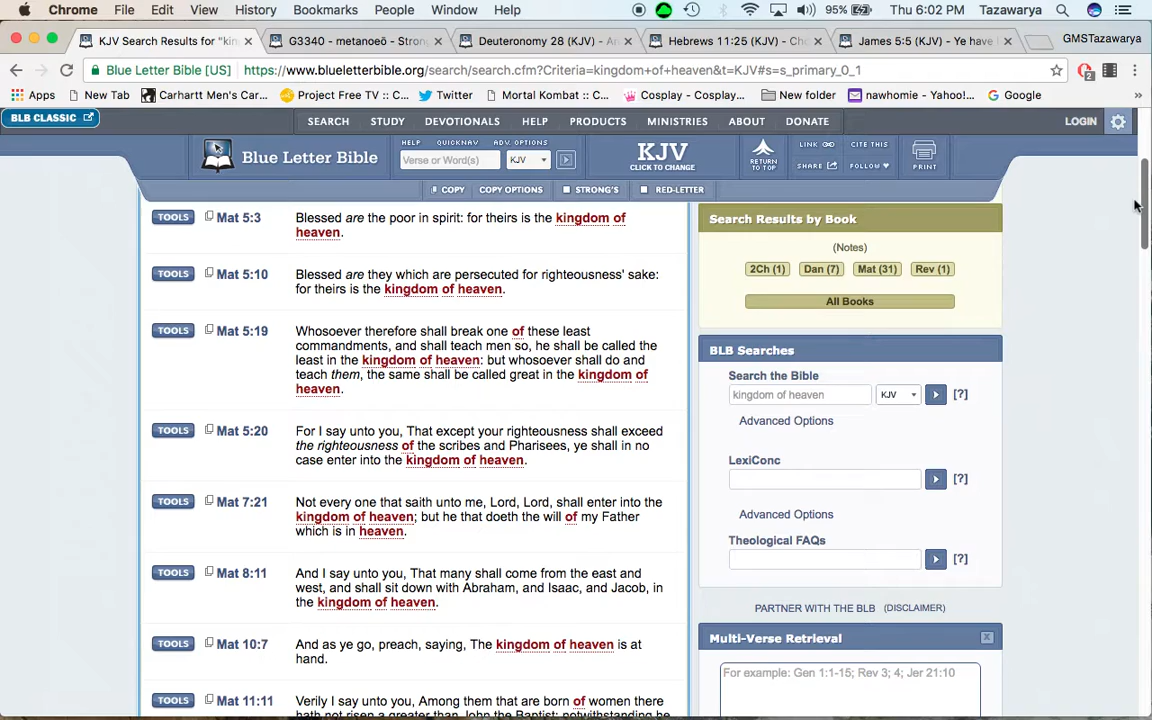 Chrome File Edit View History Bookmarks People Window Help 95% Thu 6:02 PM Tazawarya
KJV Search Results for "kin × G3340 - metanoeō - Stron × Deuteronomy 28 (KJV) - A × Hebrews 11:25 (KJV) - Cho × James 5:5 (KJV) - Ye have × GMSTazawarya
Blue Letter Bible [US] https://www.blueletterbible.org/search/search.cfm?Criteria=kingdom+of+heaven&t=KJV#s=s_primary_0_1 2
Apps New Tab Carhartt Men's Car... Project Free TV :: C... Twitter Mortal Kombat :: C... Cosplay - Cosplay... New folder nawhomie - Yahoo!... Google »
BLB CLASSIC SEARCH STUDY DEVOTIONALS HELP PRODUCTS MINISTRIES ABOUT DONATE LOGIN
HELP QUICKNAV ADV. OPTIONS
Blue Letter Bible Verse or Word(s) KJV
KJV
CLICK TO CHANGE
RETURN
TO TOP
LINK CITE THIS
SHARE FOLLOW
PRINT
COPY COPY OPTIONS STRONG'S RED-LETTER
TOOLS Mat 5:3 Blessed are the poor in spirit: for theirs is the kingdom of
heaven.
TOOLS Mat 5:10 Blessed are they which are persecuted for righteousness' sake:
for theirs is the kingdom of heaven.
TOOLS Mat 5:19 Whosoever therefore shall break one of these least
commandments, and shall teach men so, he shall be called the
least in the kingdom of heaven: but whosoever shall do and
teach them, the same shall be called great in the kingdom of
heaven.
TOOLS Mat 5:20 For I say unto you, That except your righteousness shall exceed
the righteousness of the scribes and Pharisees, ye shall in no
case enter into the kingdom of heaven.
TOOLS Mat 7:21 Not every one that saith unto me, Lord, Lord, shall enter into the
kingdom of heaven; but he that doeth the will of my Father
which is in heaven.
TOOLS Mat 8:11 And I say unto you, That many shall come from the east and
west, and shall sit down with Abraham, and Isaac, and Jacob, in
the kingdom of heaven.
TOOLS Mat 10:7 And as ye go, preach, saying, The kingdom of heaven is at
hand.
TOOLS Mat 11:11 Verily I say unto you, Among them that are born of women there
hath not risen a greater than John the Baptist: notwithstanding he
Search Results by Book
(Notes)
2Ch (1) Dan (7) Mat (31) Rev (1)
All Books
BLB Searches
Search the Bible
kingdom of heaven KJV [?]
Advanced Options
LexiConc
[?]
Advanced Options
Theological FAQs
[?]
PARTNER WITH THE BLB (DISCLAIMER)
Multi-Verse Retrieval x
For example: Gen 1:1-15; Rev 3; 4; Jer 21:10